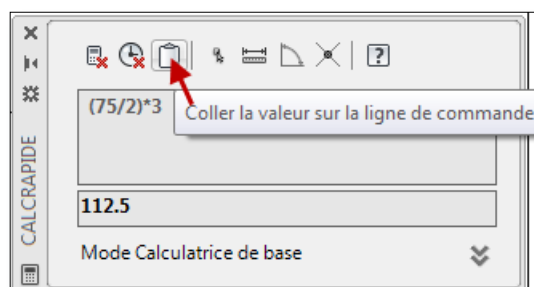 (75/2)*3
Coller la valeur sur la ligne de commande
112.5
Mode Calculatrice de base
CALCRAPIDE